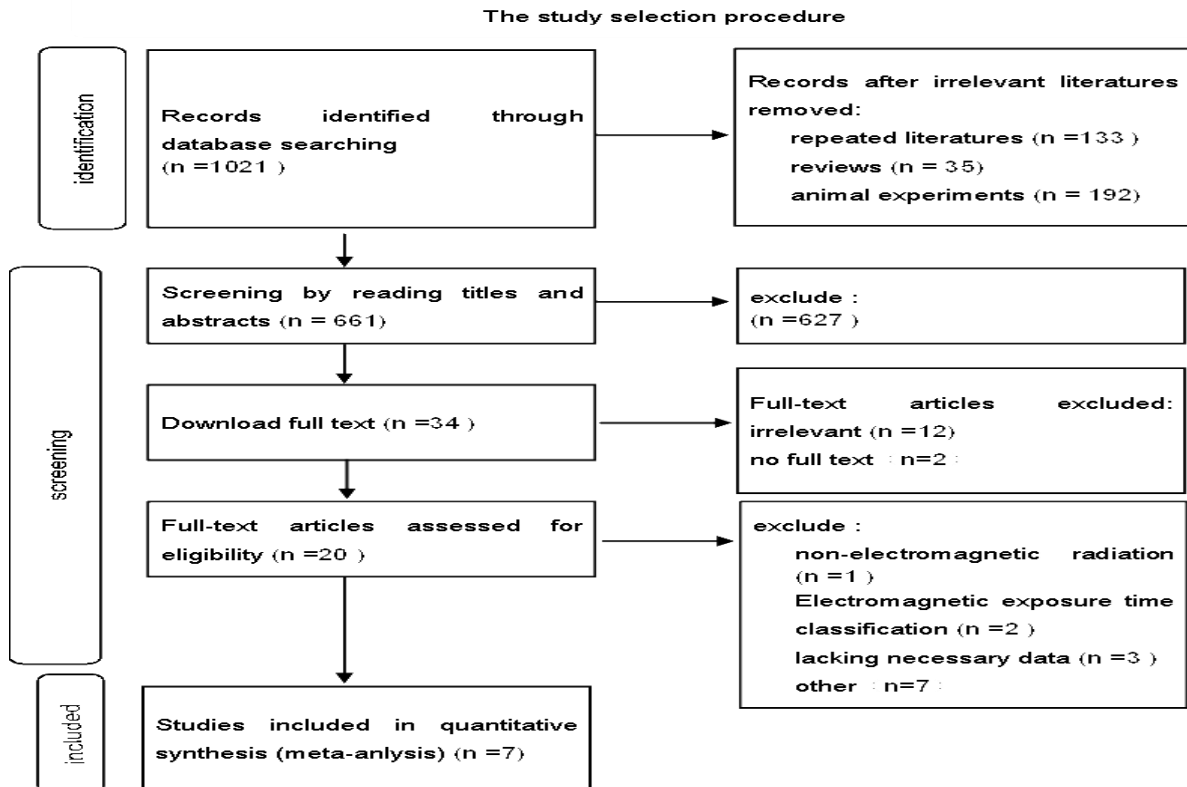 The study selection procedure
identification
Records identified through
database searching
(n =1021 )
Records after irrelevant literatures
removed:
repeated literatures (n =133 )
reviews (n = 35)
animal experiments (n = 192)
screening
Screening by reading titles and
abstracts (n = 661)
exclude :
(n =627 )
Download full text (n =34 )
Full-text articles excluded:
irrelevant (n =12)
no full text : n=2 :
Full-text articles assessed for
eligibility (n =20 )
exclude :
non-electromagnetic radiation
(n =1 )
Electromagnetic exposure time
classification (n =2 )
lacking necessary data (n =3 )
other : n=7 :
included
Studies included in quantitative
synthesis (meta-anlysis) (n =7 )